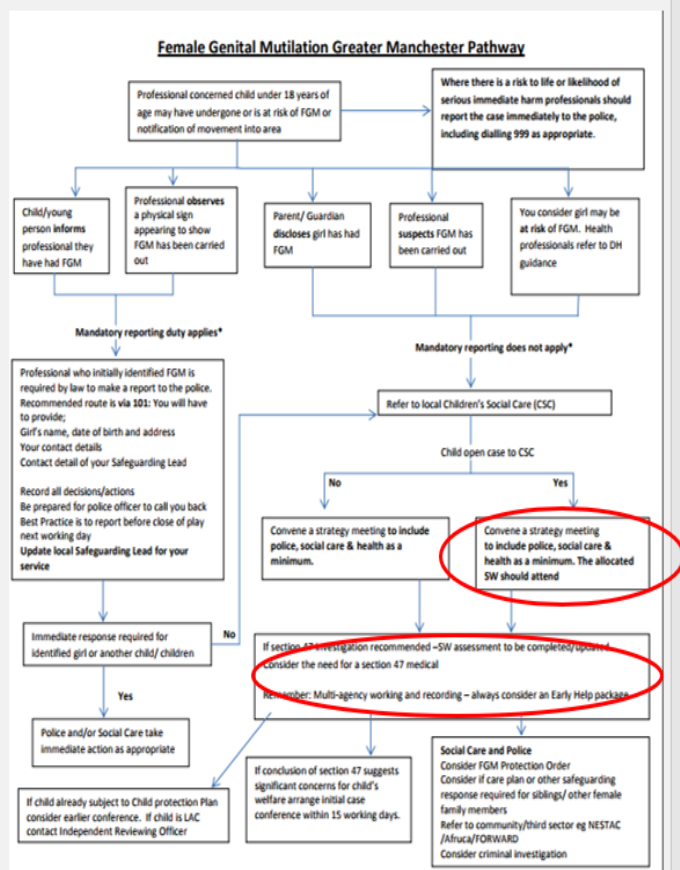 Female Genital Mutilation Greater Manchester Pathway
Professional concerned child under 18 years of
age may have undergone or is at risk of FGM or
notification of movement into area
Where there is a risk to life or likelihood of
serious immediate harm professionals should
report the case immediately to the police,
including dialling 999 as appropriate.
Child/young
person informs
professional they
have had FGM
Professional observes
a physical sign
appearing to show
FGM has been carried
out
Parent/ Guardian
discloses girl has had
FGM
Professional
suspects FGM has
been carried out
You consider girl may be
at risk of FGM. Health
professionals refer to DH
guidance
Mandatory reporting duty applies*
Mandatory reporting does not apply*
Professional who initially identified FGM is
required by law to make a report to the police.
Recommended route is via 101: You will have
to provide;
Girl's name, date of birth and address
Your contact details
Contact detail of your Safeguarding Lead
Record all decisions/actions
Be prepared for police officer to call you back
Best Practice is to report before close of play
next working day
Update local Safeguarding Lead for your
service
Refer to local Children's Social Care (CSC)
Child open case to CSC
No
Yes
Convene a strategy meeting to include
police, social care & health as a
minimum.
Convene a strategy meeting
to include police, social care &
health as a minimum. The allocated
SW should attend
Immediate response required for
identified girl or another child/ children
No
Yes
If section 47 investigation recommended –SW assessment to be completed/updated
Consider the need for a section 47 medical
Remember: Multi-agency working and recording – always consider an Early Help package
Police and/or Social Care take
immediate action as appropriate
If child already subject to Child protection Plan
consider earlier conference. If child is LAC
contact Independent Reviewing Officer
If conclusion of section 47 suggests
significant concerns for child's
welfare arrange initial case
conference within 15 working days.
Social Care and Police
Consider FGM Protection Order
Consider if care plan or other safeguarding
response required for siblings/ other female
family members
Refer to community/third sector eg NESTAC
/Afruca/FORWARD
Consider criminal investigation